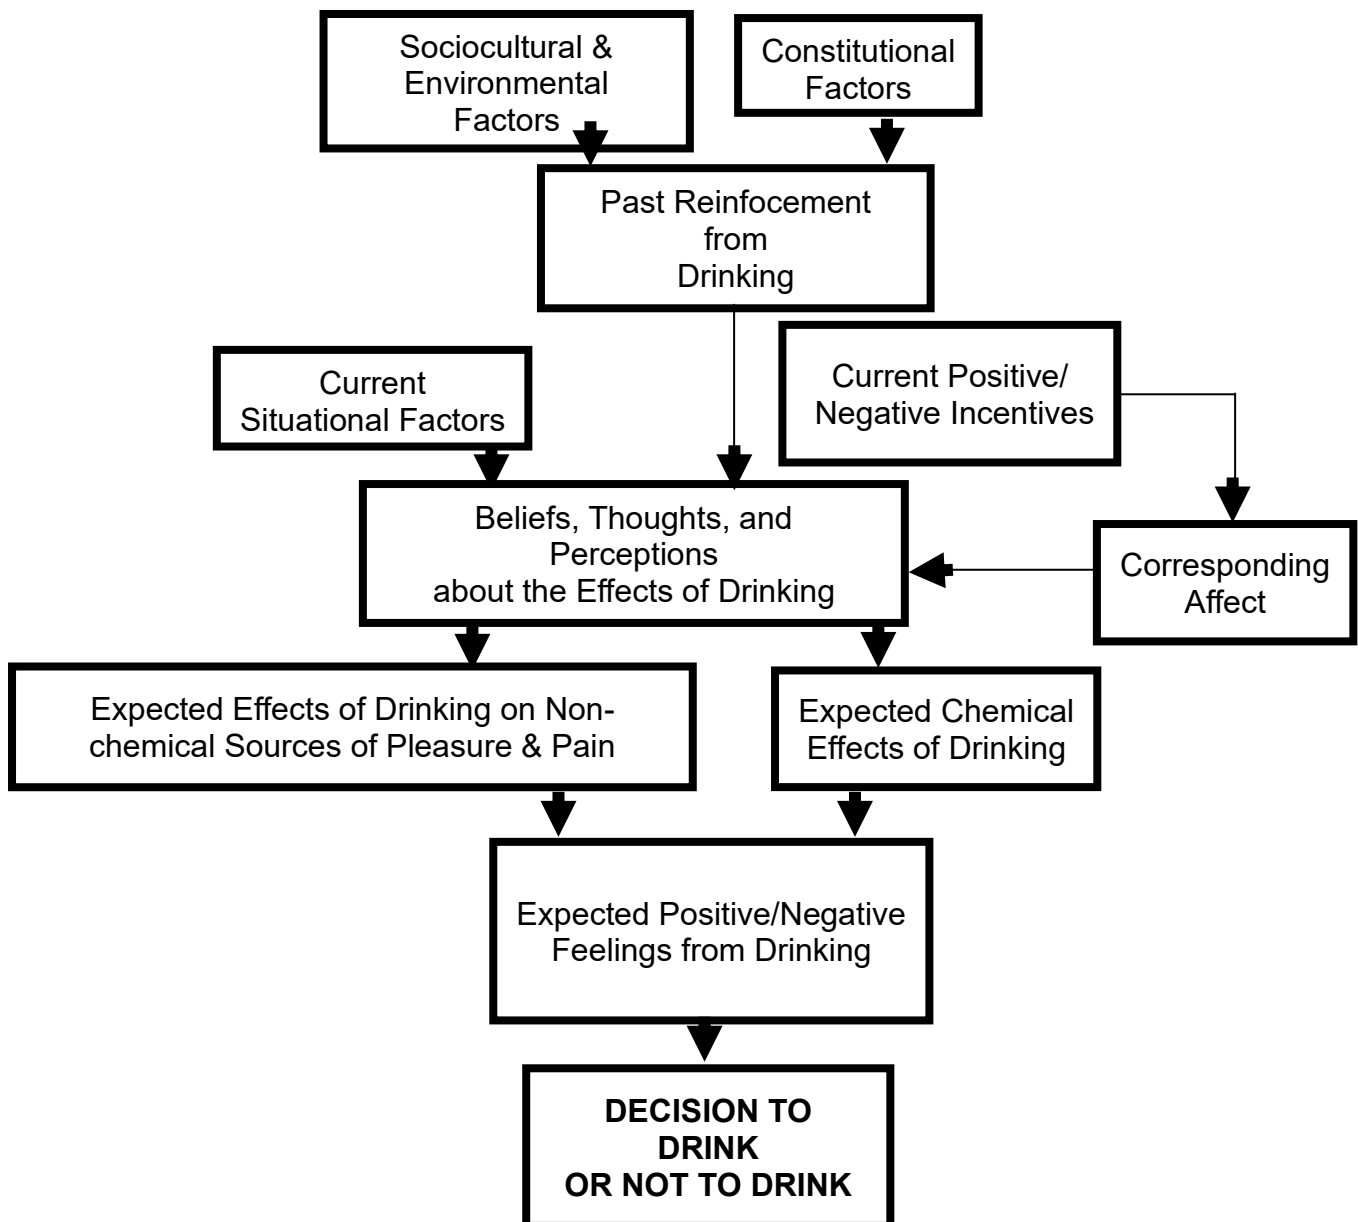 Sociocultural &
Environmental
Factors
Constitutional
Factors
Past Reinfocement
from
Drinking
Current
Situational Factors
Current Positive/
Negative Incentives
Beliefs, Thoughts, and
Perceptions
about the Effects of Drinking
Corresponding
Affect
Expected Effects of Drinking on Non-
chemical Sources of Pleasure & Pain
Expected Chemical
Effects of Drinking
Expected Positive/Negative
Feelings from Drinking
DECISION TO
DRINK
OR NOT TO DRINK